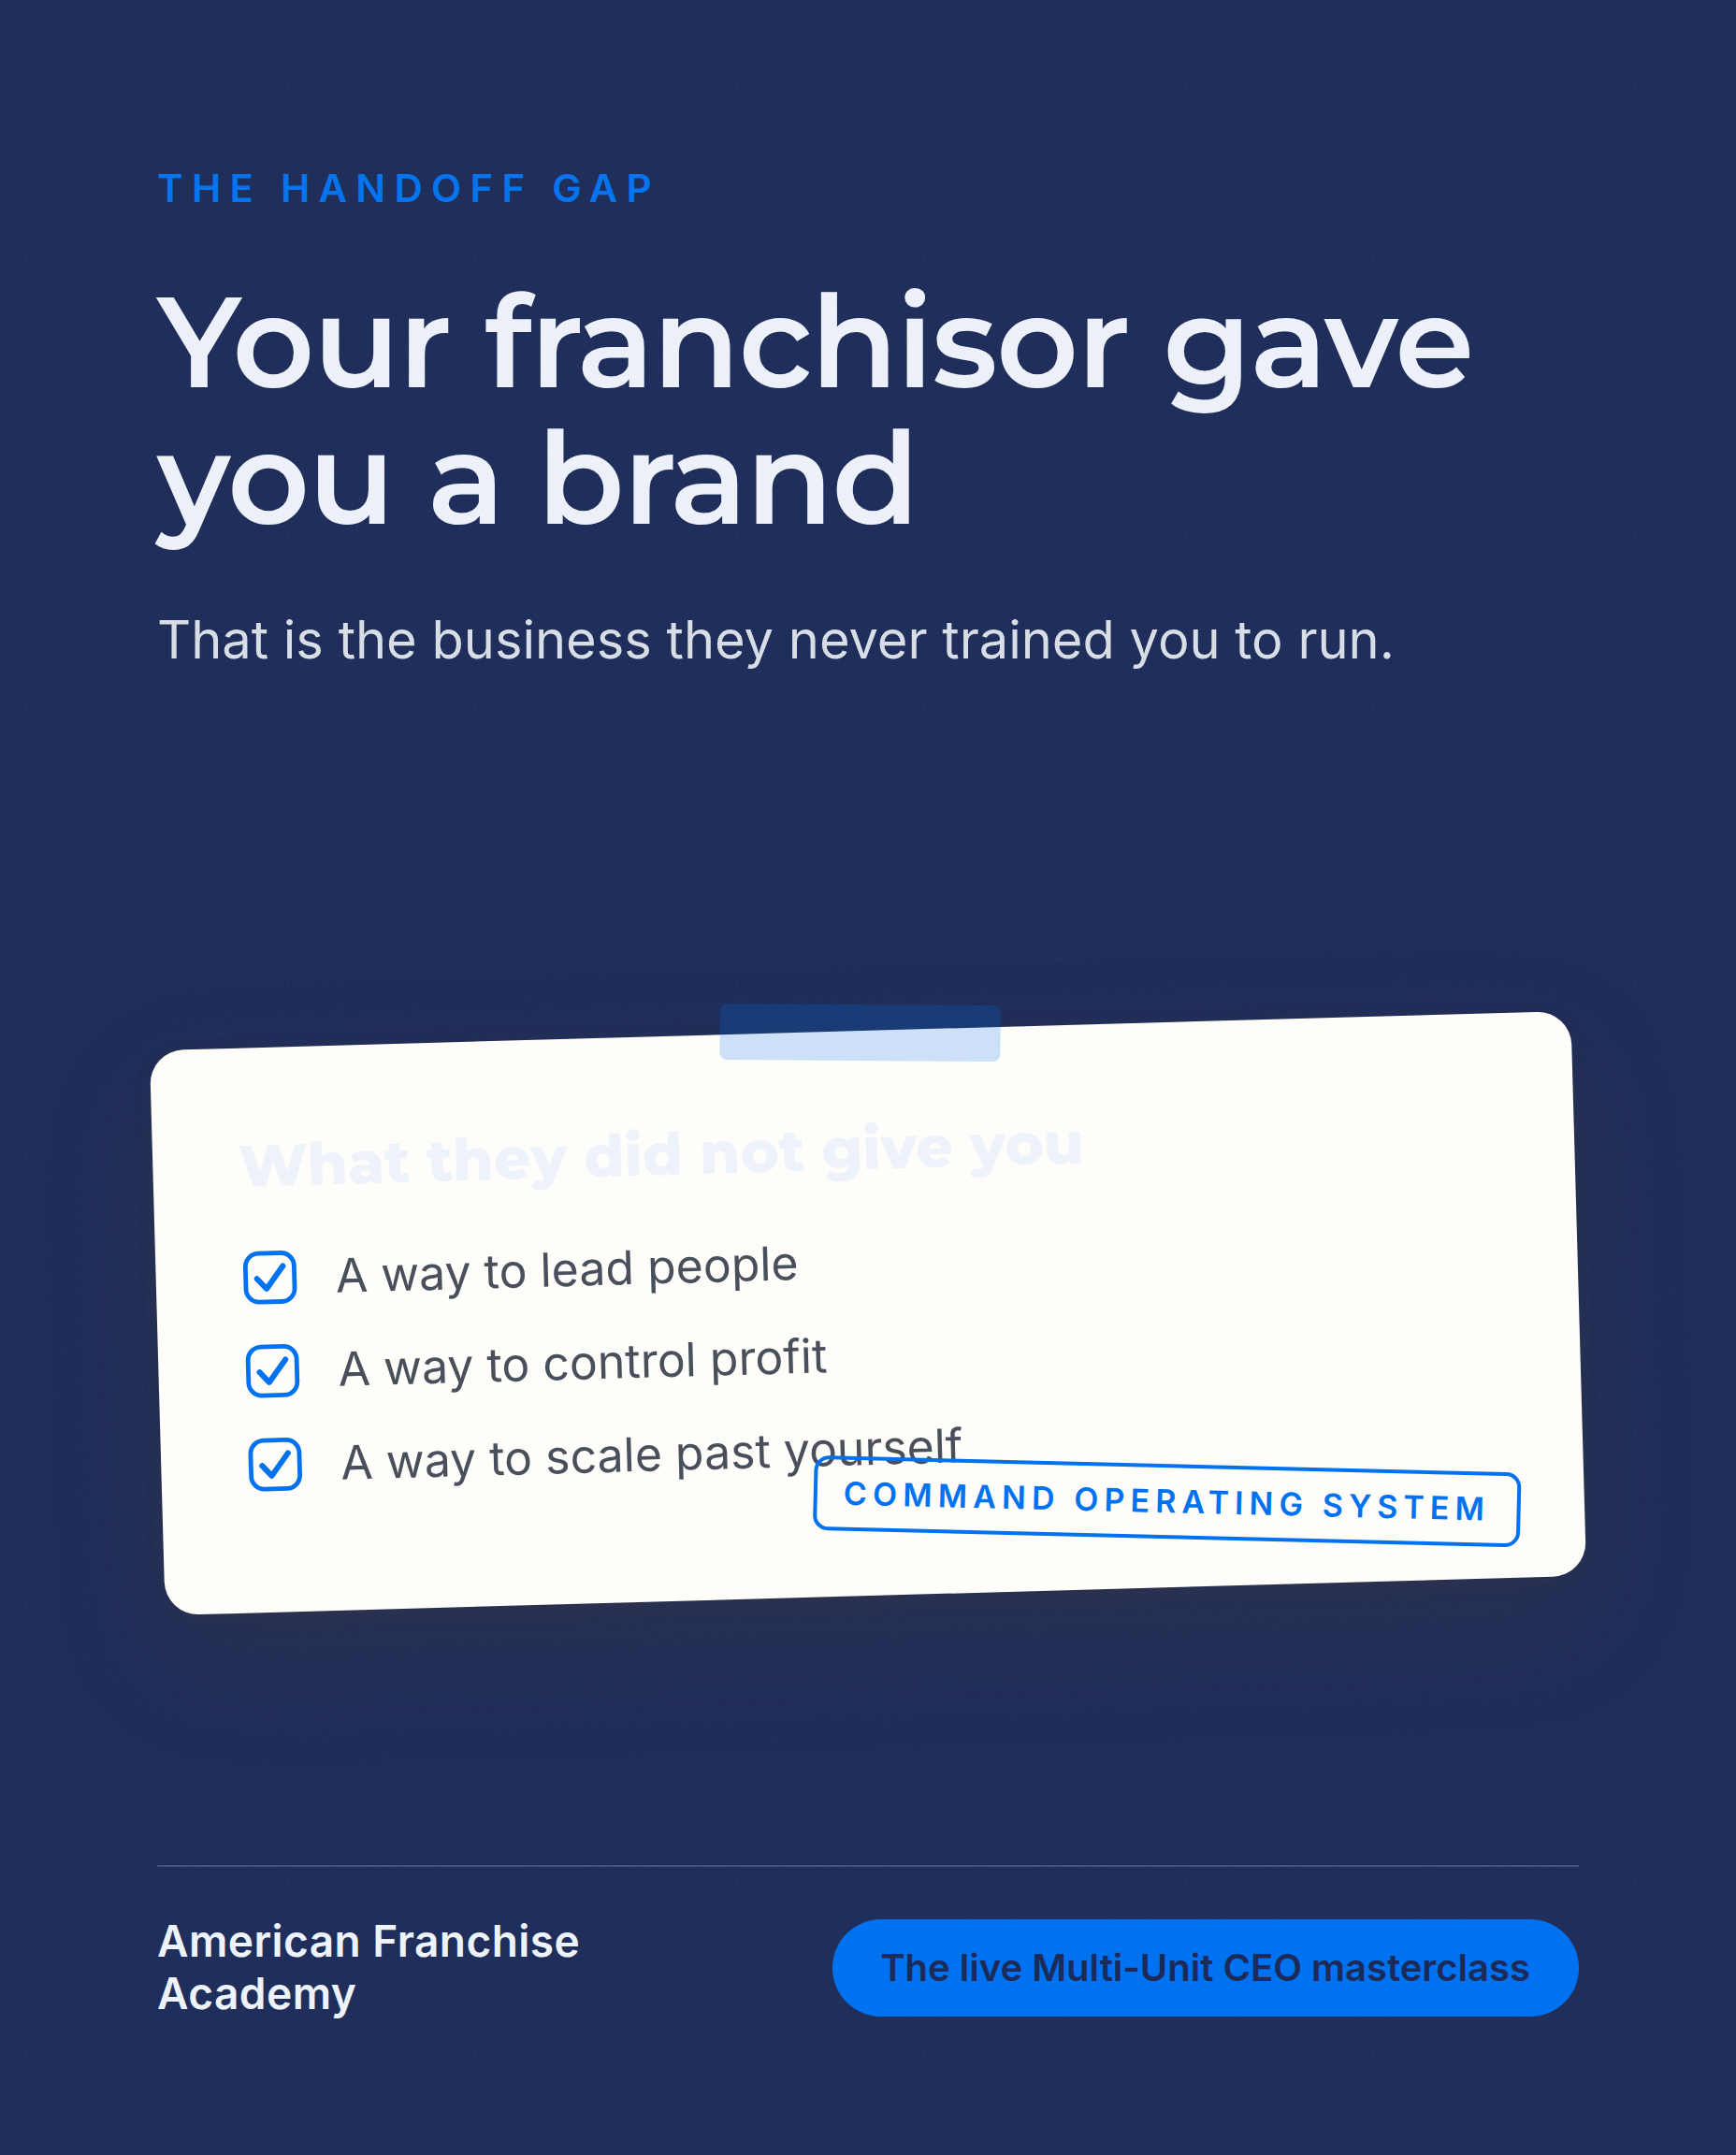 THE HANDOFF GAP
Your franchisor gave
you a brand
That is the business they never trained you to run.
What they did not give you
A way to lead people
A way to control profit
A way to scale past yourself
COMMAND OPERATING SYSTEM
American Franchise
Academy
The live Multi-Unit CEO masterclass